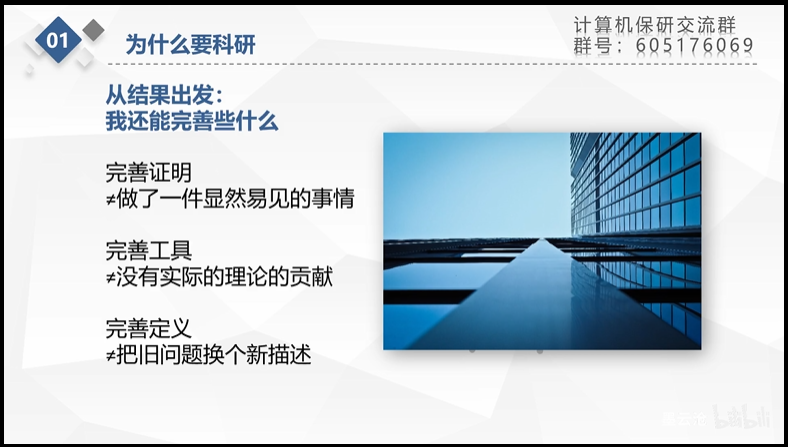 01
为什么要科研
计算机保研交流群
群号：605176069
从结果出发：
我还能完善些什么
完善证明
≠做了一件显然易见的事情
完善工具
≠没有实际的理论的贡献
完善定义
≠把旧问题换个新描述
bilibili